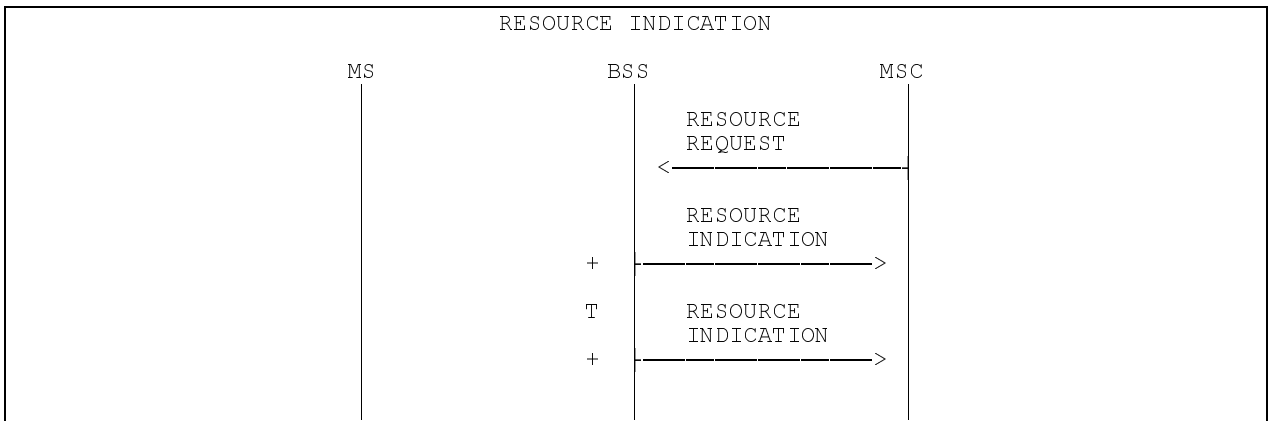 RESOURCE INDICATION
MS BSS MSC
RESOURCE
REQUEST
RESOURCE
INDICATION
+
T RESOURCE
INDICATION
+